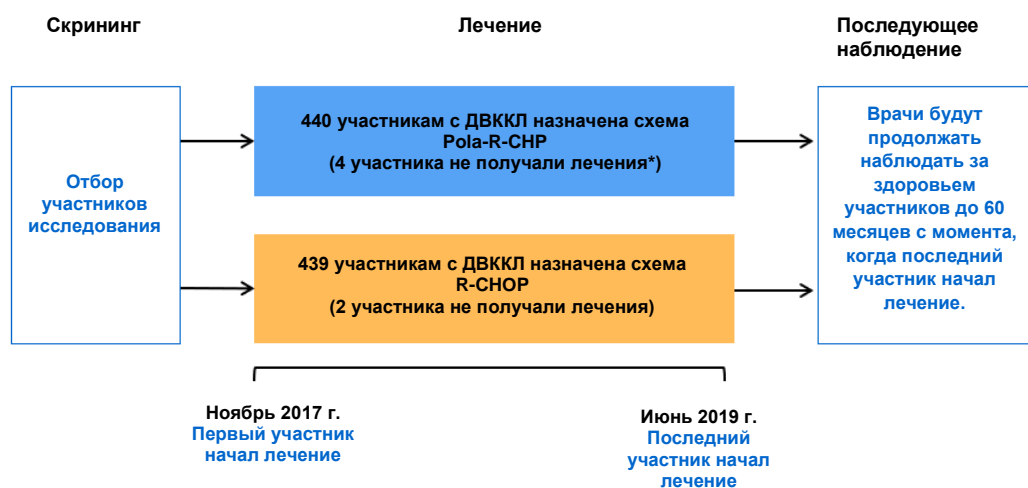 Скрининг
Лечение
Последующее
наблюдение
Отбор
участников
исследования
440 участникам с ДВККЛ назначена схема
Pola-R-CHP
(4 участника не получали лечения*)
439 участникам с ДВККЛ назначена схема
R-CHOP
(2 участника не получали лечения)
Врачи будут
продолжать
наблюдать за
здоровьем
участников до 60
месяцев с момента,
когда последний
участник начал
лечение.
Ноябрь 2017 г.
Первый участник
начал лечение
Июнь 2019 г.
Последний
участник начал
лечение